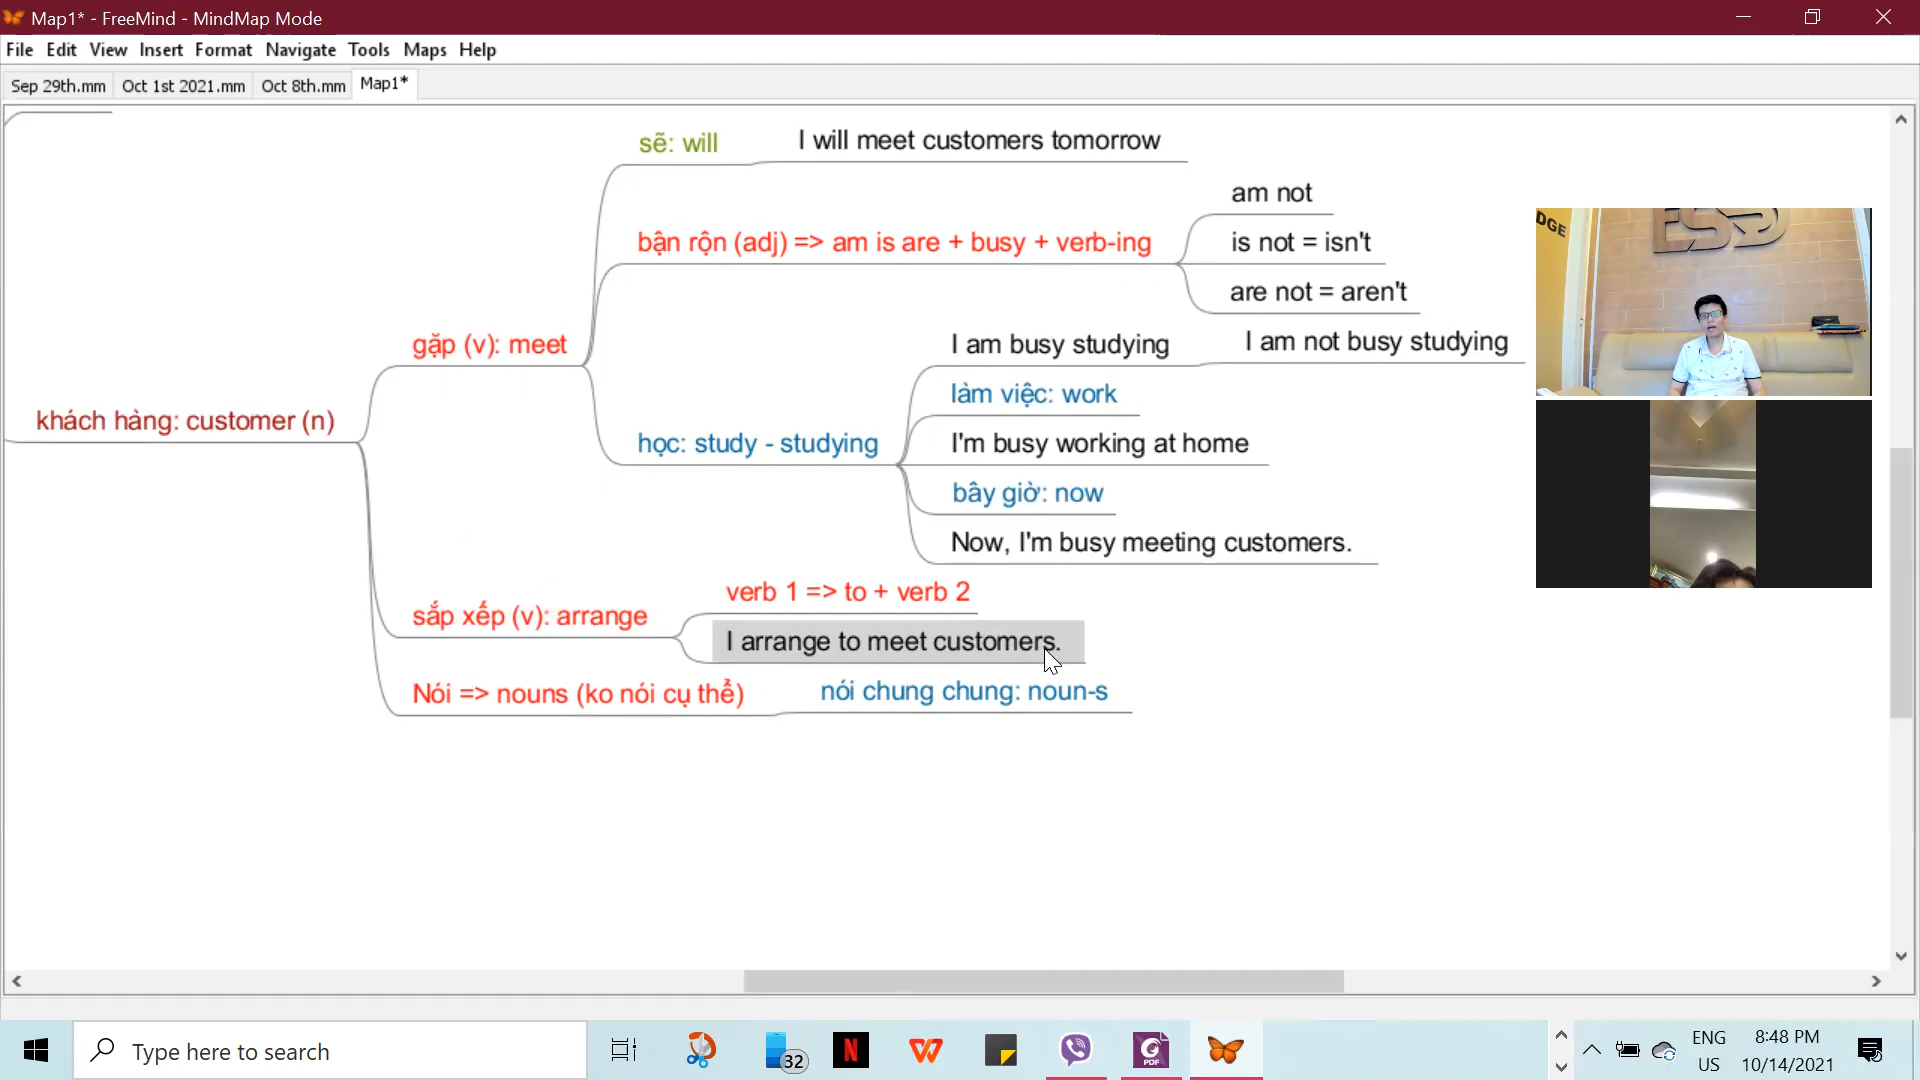 Map1* - FreeMind - MindMap Mode
File Edit View Insert Format Navigate Tools Maps Help
Sep 29th.mm Oct 1st 2021.mm Oct 8th.mm Map1*
sẽ: will
I will meet customers tomorrow
am not
bận rộn (adj) => am is are + busy + verb-ing
is not = isn't
are not = aren't
gặp (v): meet
I am busy studying
I am not busy studying
làm việc: work
khách hàng: customer (n)
học: study - studying
I'm busy working at home
bây giờ: now
Now, I'm busy meeting customers.
verb 1 => to + verb 2
sắp xếp (v): arrange
I arrange to meet customers.
Nói => nouns (ko nói cụ thể)
nói chung chung: noun-s
DGE
ESD
Type here to search
32
N
W
PDF
ENG
US
8:48 PM
10/14/2021